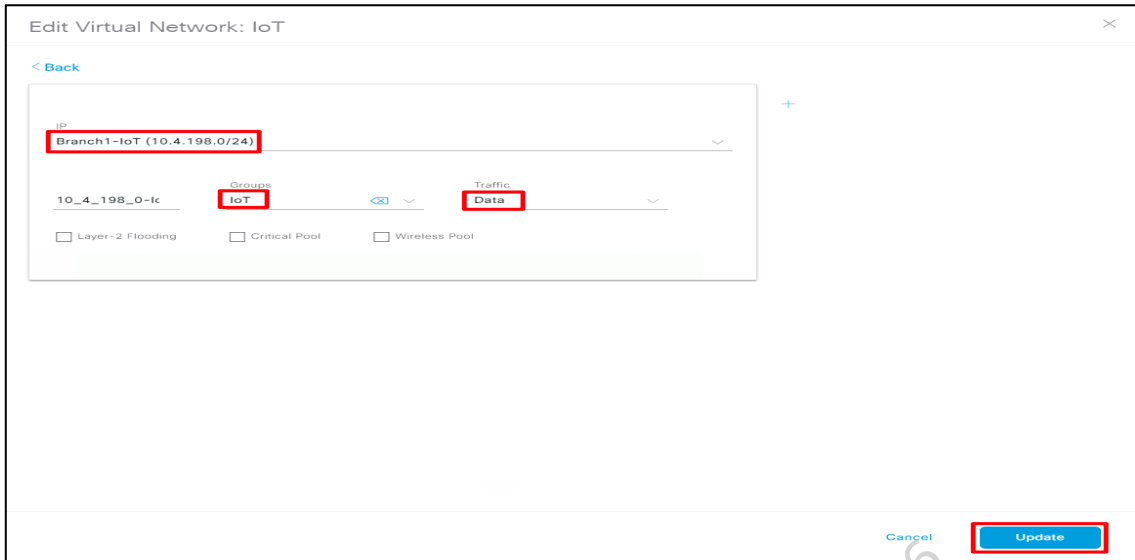 Edit Virtual Network: IoT
< Back
IP
Branch1-IoT (10.4.198.0/24)
Groups
Traffic
10_4_198_0-Ic
IoT
Data
Layer-2 Flooding
Critical Pool
Wireless Pool
Cancel
Update